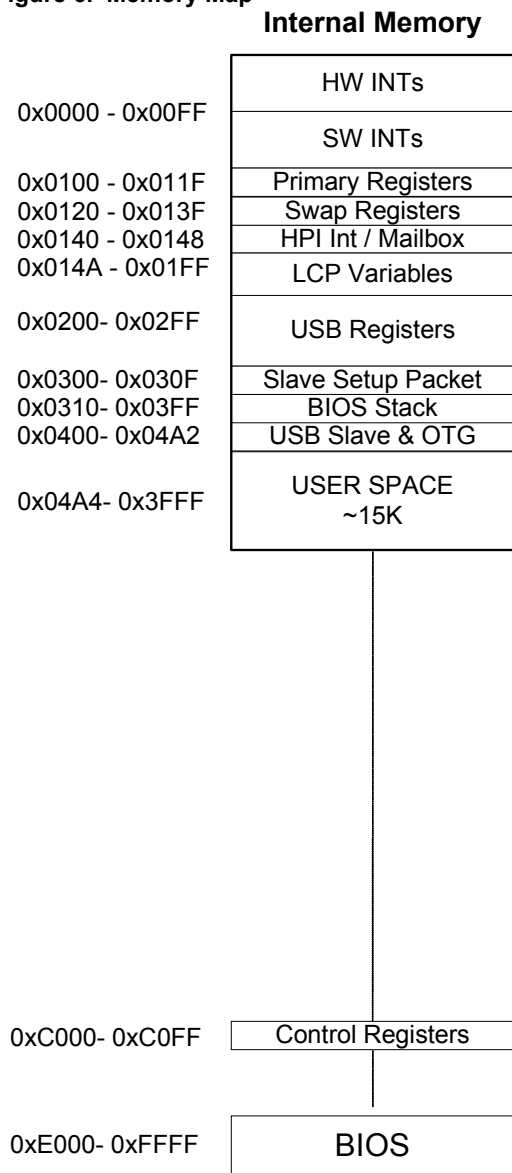 Internal Memory
HW INTs
0x0000 - 0x00FF
SW INTs
0x0100 - 0x011F Primary Registers
0x0120 - 0x013F Swap Registers
0x0140 - 0x0148 HPI Int / Mailbox
0x014A - 0x01FF LCP Variables
0x0200- 0x02FF USB Registers
0x0300- 0x030F Slave Setup Packet
0x0310- 0x03FF BIOS Stack
0x0400- 0x04A2 USB Slave & OTG
0x04A4- 0x3FFF USER SPACE
~15K
0xC000- 0xC0FF Control Registers
0xE000- 0xFFFF BIOS